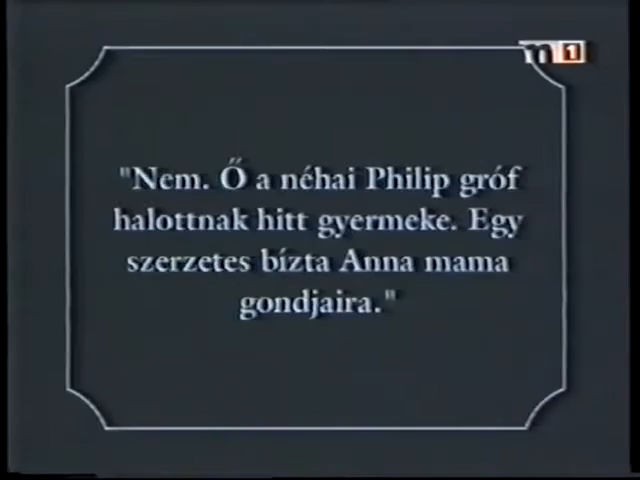 m1
"Nem. Ő a néhai Philip gróf
halottnak hitt gyermeke. Egy
szerzetes bízta Anna mama
gondjaira."